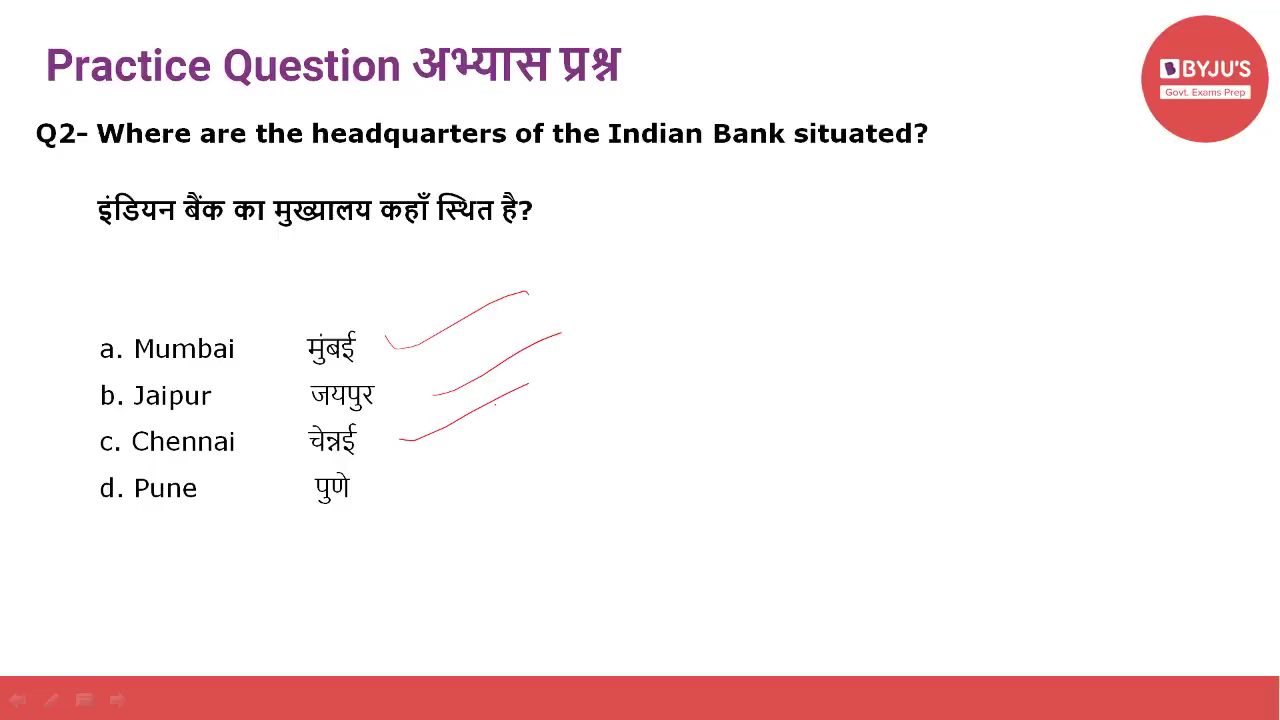 Practice Question अभ्यास प्रश्न
BYJU'S
Govt. Exams Prep
Q2- Where are the headquarters of the Indian Bank situated?
इंडियन बैंक का मुख्यालय कहाँ स्थित है?
a. Mumbai मुंबई
b. Jaipur जयपुर
c. Chennai चेन्नई
d. Pune पुणे